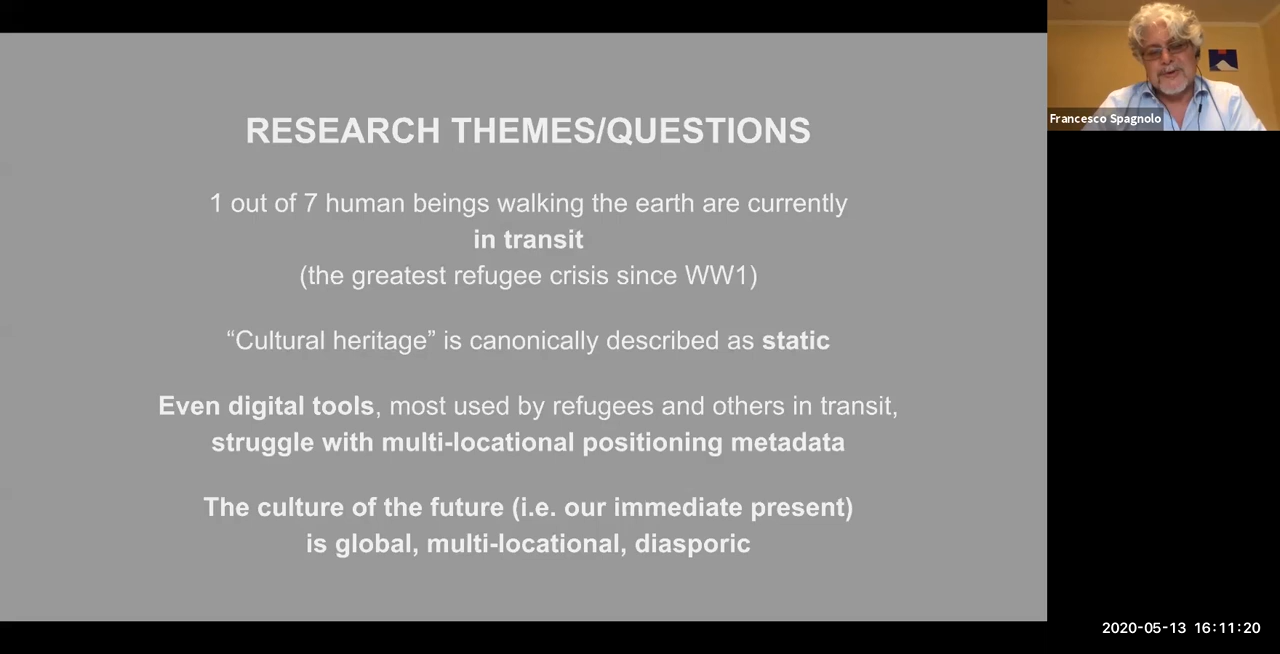 RESEARCH THEMES/QUESTIONS
1 out of 7 human beings walking the earth are currently
in transit
(the greatest refugee crisis since WW1)
“Cultural heritage” is canonically described as static
Even digital tools, most used by refugees and others in transit,
struggle with multi-locational positioning metadata
The culture of the future (i.e. our immediate present)
is global, multi-locational, diasporic
Francesco Spagnolo
2020-05-13 16:11:20